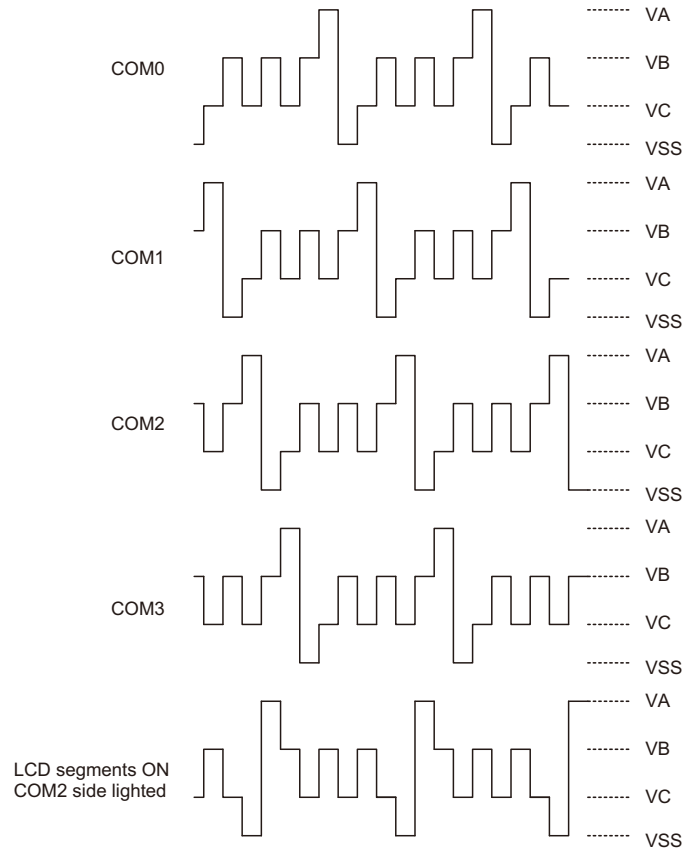 VA
COM0
VB
VC
VSS
VA
VB
COM1
VC
VSS
VA
VB
COM2
VC
VSS
VA
VB
COM3
VC
VSS
VA
VB
LCD segments ON
COM2 side lighted
VC
VSS